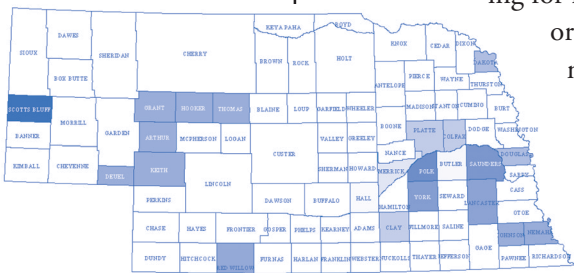 ing for
or
KEYA PAHA
BOYD
DAWES
KNOX
CEDAR
DIXON
SIOUX
SHERIDAN
CHERRY
BROWN
ROCK
HOLT
DAKOTA
BOX BUTTE
ANTELOPE
PIERCE
WAYNE
THURSTON
SCOTTS BLUFF
GRANT
HOOKER
THOMAS
BLAINE
LOUP
GARFIELD
WHEELER
MADISON
STANTON
CUMING
BURT
MORRILL
GARDEN
BOONE
PLATTE
COLFAX
DODGE
WASHINGTON
BANNER
ARTHUR
MCPHERSON
LOGAN
CUSTER
VALLEY
GREELEY
NANCE
DOUGLAS
KIMBALL
CHEYENNE
DEUEL
KEITH
LINCOLN
SHERMAN
HOWARD
MERRICK
POLK
BUTLER
SAUNDERS
SARPY
CASS
PERKINS
DAWSON
BUFFALO
HALL
HAMILTON
YORK
SEWARD
LANCASTER
OTOE
CHASE
HAYES
FRONTIER
GOSPER
PHELPS
KEARNEY
ADAMS
CLAY
FILLMORE
SALINE
GAGE
JOHNSON
NEMAHA
DUNDY
HITCHCOCK
RED WILLOW
FURNAS
HARLAN
FRANKLIN
WEBSTER
NUCKOLLS
THAYER
JEFFERSON
PAWNEE
RICHARDSON